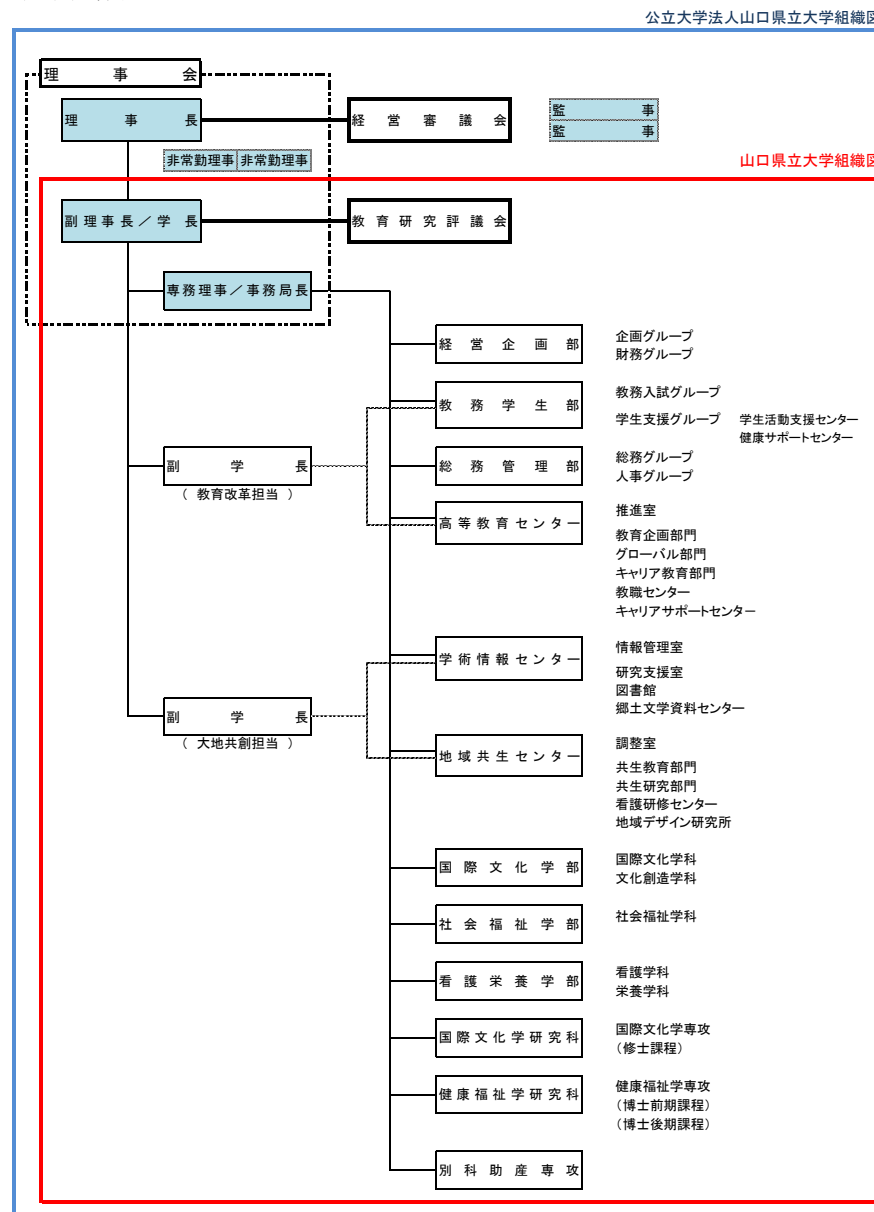 公立大学法人山口県立大学組織図
理事会
理事長
経営審議会
監事
監事
非常勤理事
非常勤理事
山口県立大学組織図
副理事長／学長
教育研究評議会
専務理事／事務局長
経営企画部
企画グループ
財務グループ
教務学生部
教務入試グループ
学生支援グループ
学生活動支援センター
健康サポートセンター
副学長
（ 教育改革担当 ）
総務管理部
総務グループ
人事グループ
高等教育センター
推進室
教育企画部門
グローバル部門
キャリア教育部門
教職センター
キャリアサポートセンター
学術情報センター
情報管理室
研究支援室
図書館
郷土文学資料センター
副学長
（ 大地共創担当 ）
地域共生センター
調整室
共生教育部門
共生研究部門
看護研修センター
地域デザイン研究所
国際文化学部
国際文化学科
文化創造学科
社会福祉学部
社会福祉学科
看護栄養学部
看護学科
栄養学科
国際文化学研究科
国際文化学専攻
（修士課程）
健康福祉学研究科
健康福祉学専攻
（博士前期課程）
（博士後期課程）
別科助産専攻